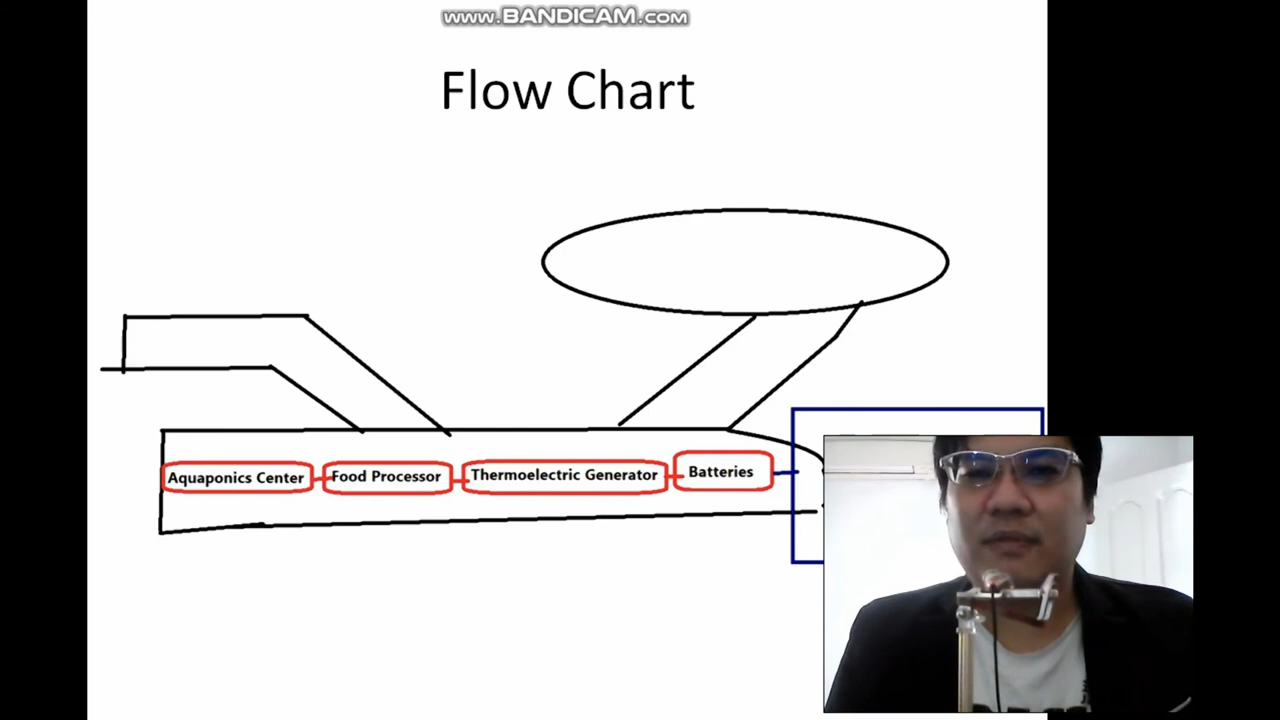 www.BANDICAM.com
Flow Chart
Aquaponics Center Food Processor Thermoelectric Generator Batteries